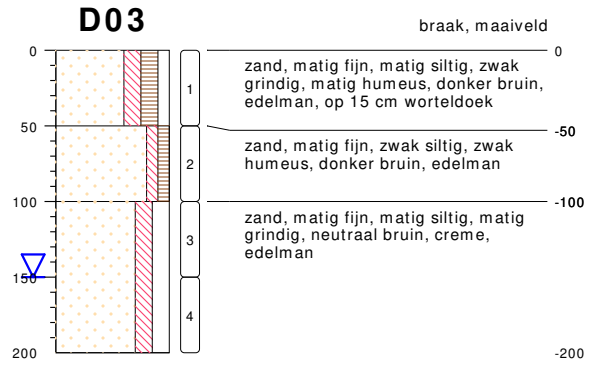 D03
braak, maaiveld
0
0
zand, matig fijn, matig siltig, zwak
grindig, matig humeus, donker bruin,
edelman, op 15 cm worteldoek
1
50
-50
zand, matig fijn, zwak siltig, zwak
humeus, donker bruin, edelman
2
100
-100
zand, matig fijn, matig siltig, matig
grindig, neutraal bruin, creme,
edelman
3
150
4
200
-200